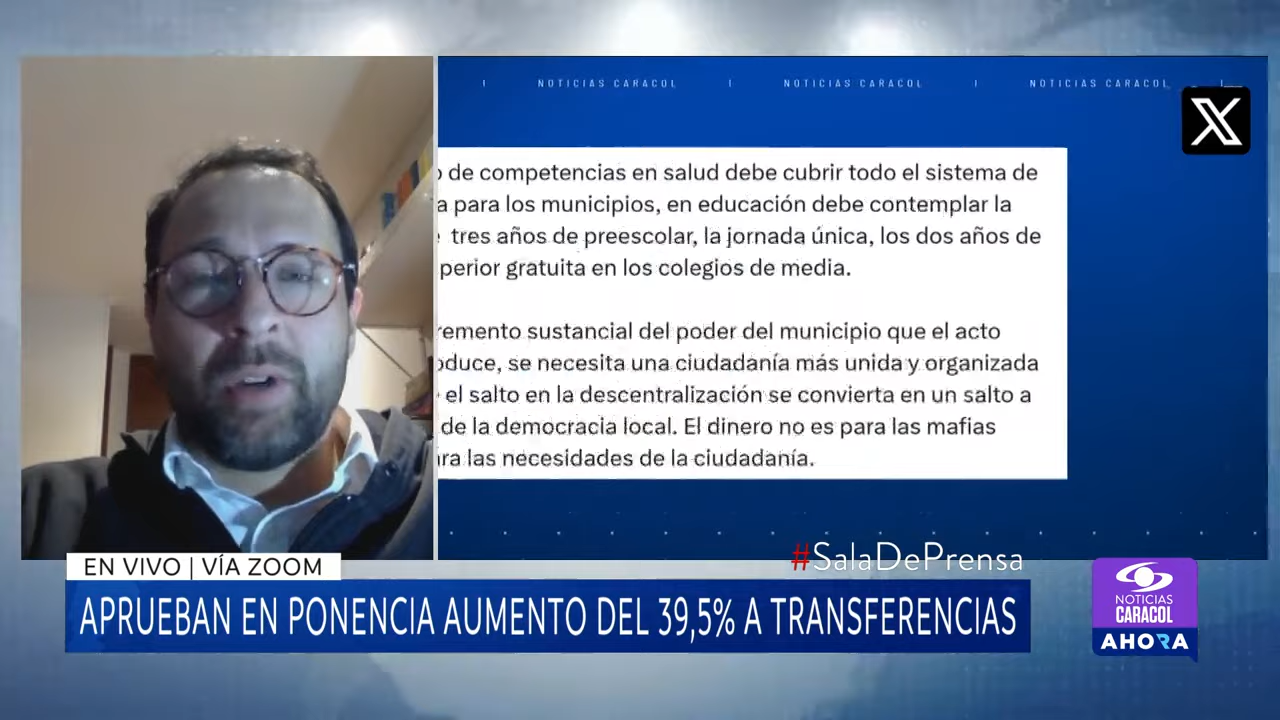 NOTICIAS CARACOL
NOTICIAS CARACOL
NOTICIAS CARACOL
de competencias en salud debe cubrir todo el sistema de
a para los municipios, en educación debe contemplar la
tres años de preescolar, la jornada única, los dos años de
perior gratuita en los colegios de media.
remento sustancial del poder del municipio que el acto
oduce, se necesita una ciudadanía más unida y organizada
el salto en la descentralización se convierta en un salto a
de la democracia local. El dinero no es para las mafias
ra las necesidades de la ciudadanía.
#SalaDePrensa
EN VIVO | VÍA ZOOM
APRUEBAN EN PONENCIA AUMENTO DEL 39,5% A TRANSFERENCIAS
NOTICIAS
CARACOL
AHORA